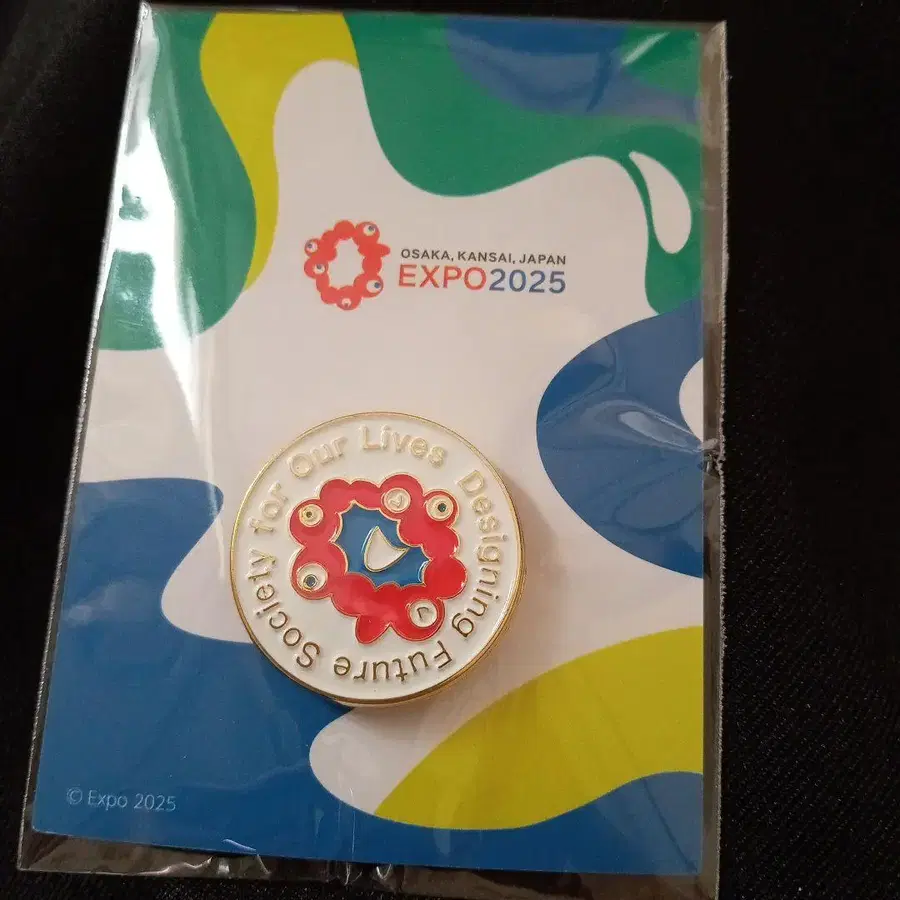 OSAKA, KANSAI, JAPAN
EXPO2025
Designing Future Society for Our Lives
© Expo 2025